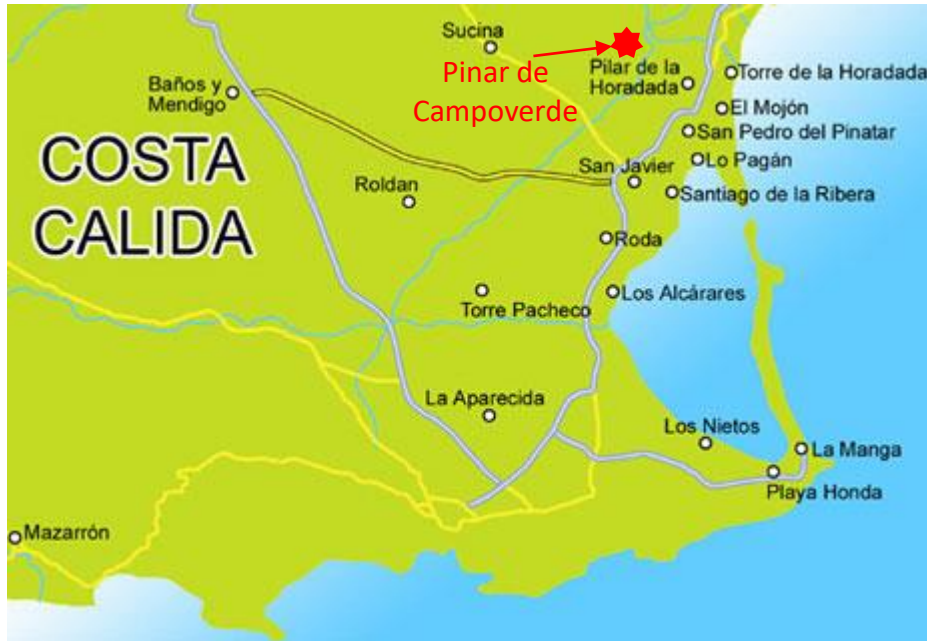 Sucina
Pinar de
Campoverde
Pilar de la
Horadada
Torre de la Horadada
Baños y
Mendigo
El Mojón
San Pedro del Pinatar
COSTA
CALIDA
Lo Pagán
San Javier
Roldan
Santiago de la Ribera
Roda
Torre Pacheco
Los Alcárares
La Aparecida
Los Nietos
La Manga
Playa Honda
Mazarrón